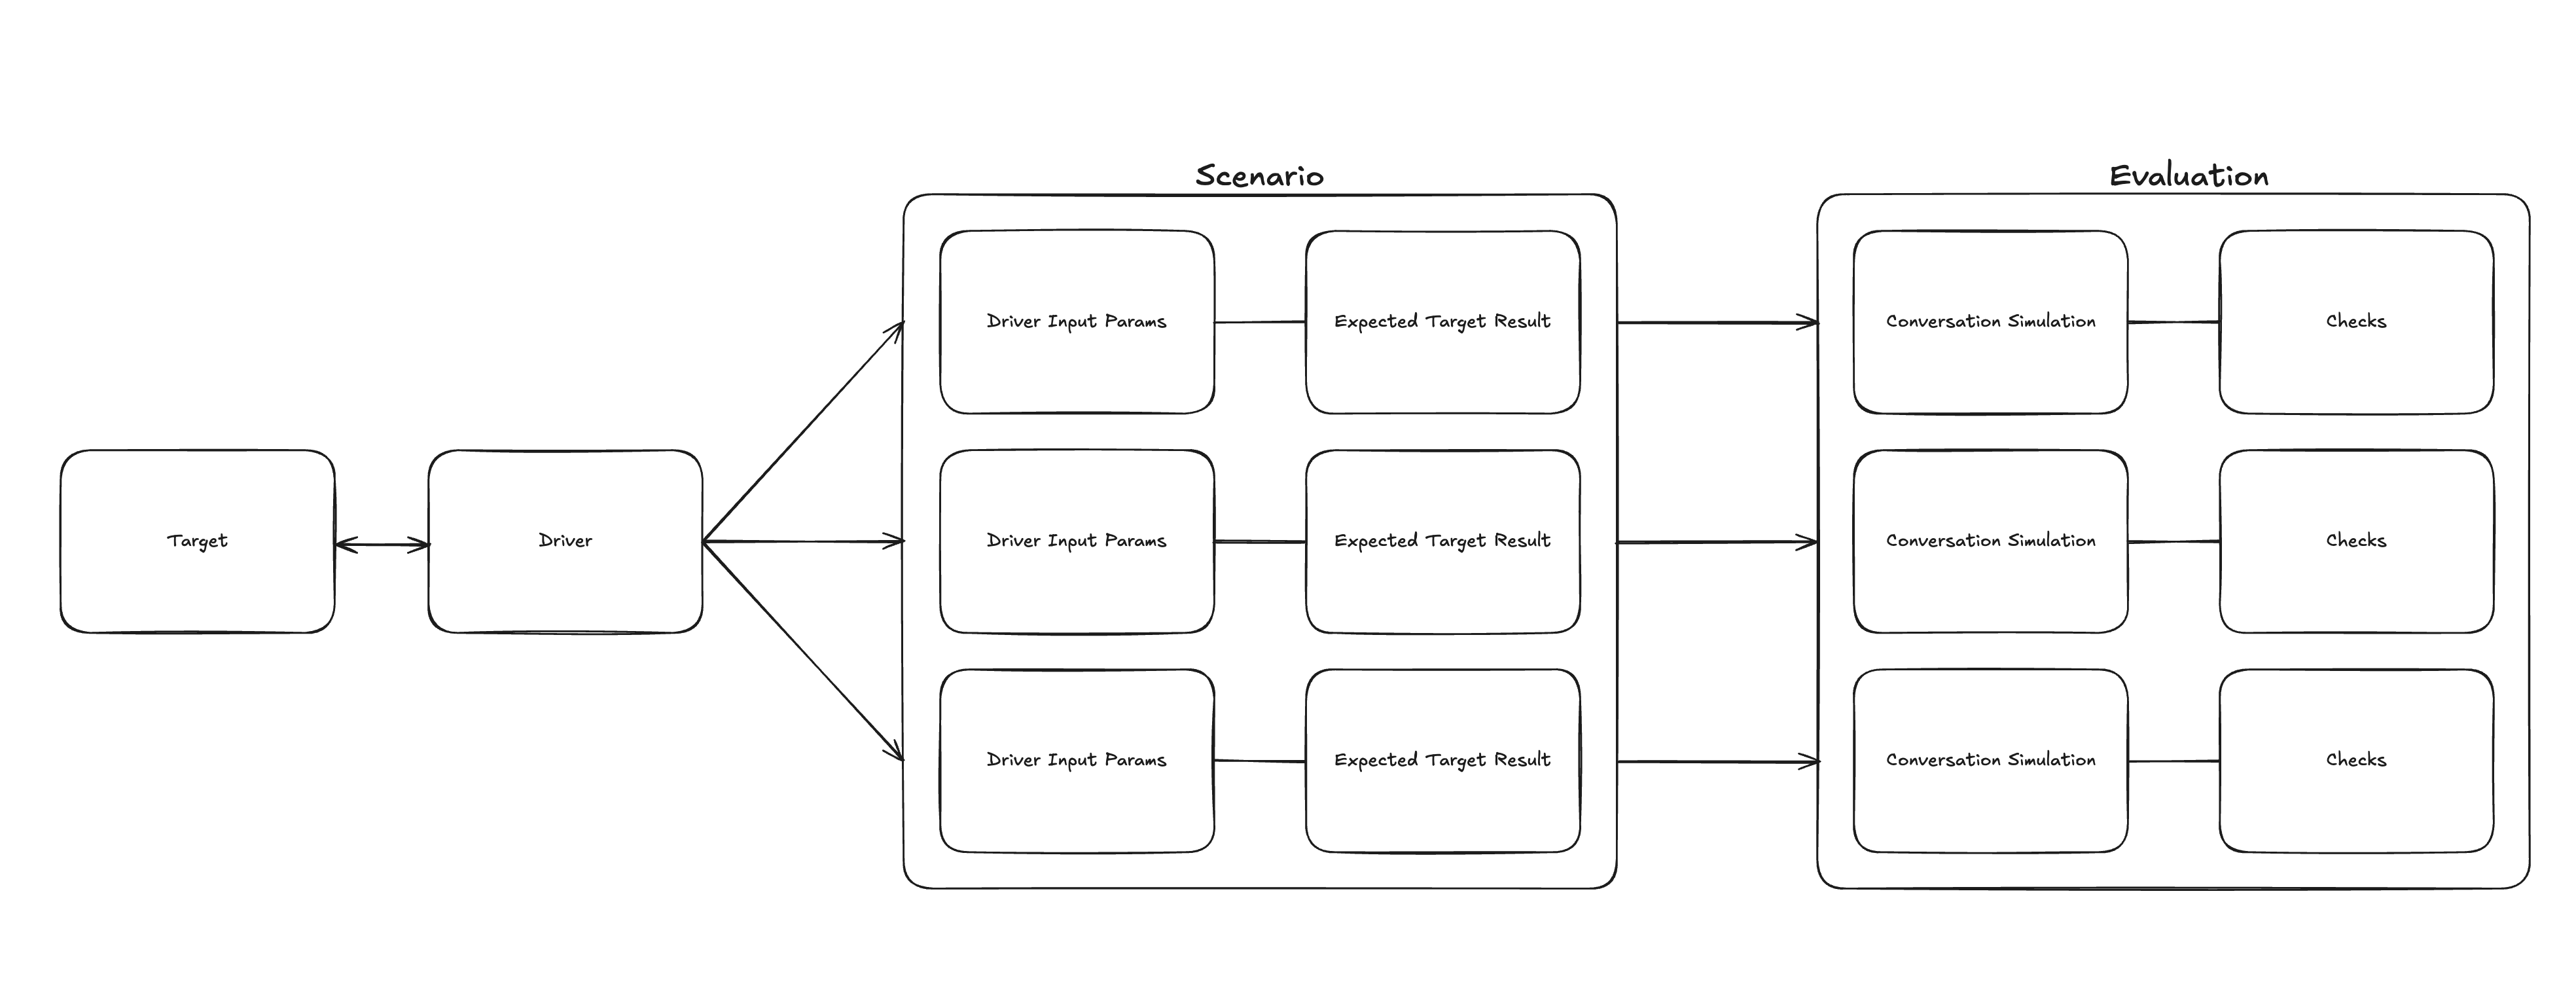 Scenario
Evaluation
Driver Input Params
Expected Target Result
Conversation Simulation
Checks
Target
Driver
Driver Input Params
Expected Target Result
Conversation Simulation
Checks
Driver Input Params
Expected Target Result
Conversation Simulation
Checks